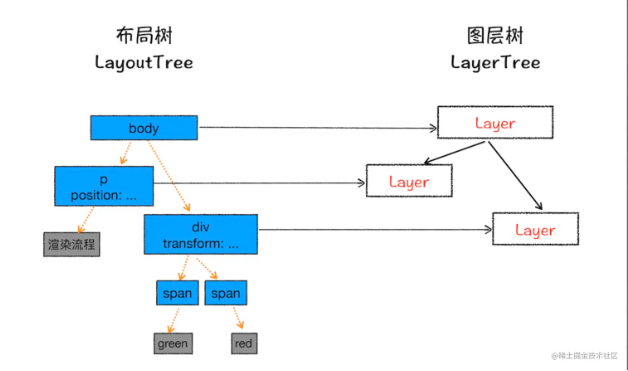 布局树
LayoutTree
图层树
LayerTree
body
Layer
p
position: ...
Layer
div
transform: ...
Layer
渲染流程
span
span
green
red
@稀土掘金技术社区